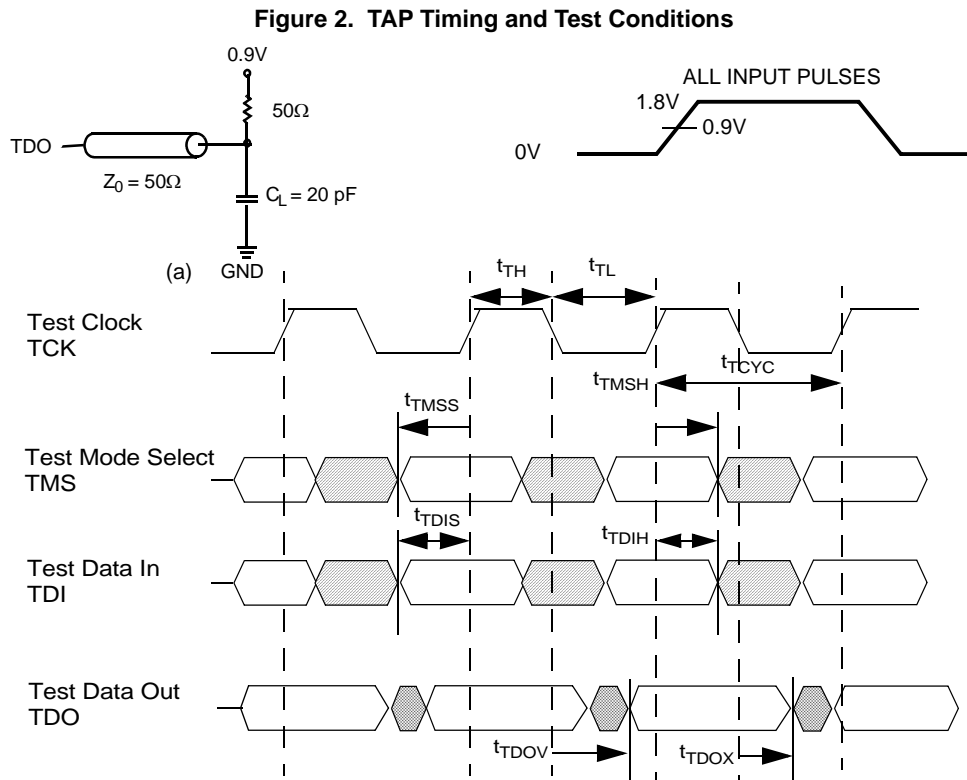 Figure 2. TAP Timing and Test Conditions
0.9V
50Ω
TDO
Z0 = 50Ω
CL = 20 pF
(a) GND
ALL INPUT PULSES
1.8V
0.9V
0V
tTH
tTL
Test Clock
TCK
tTMSH
tTCYC
tTMSS
Test Mode Select
TMS
tTDIS
tTDIH
Test Data In
TDI
Test Data Out
TDO
tTDOV
tTDOX